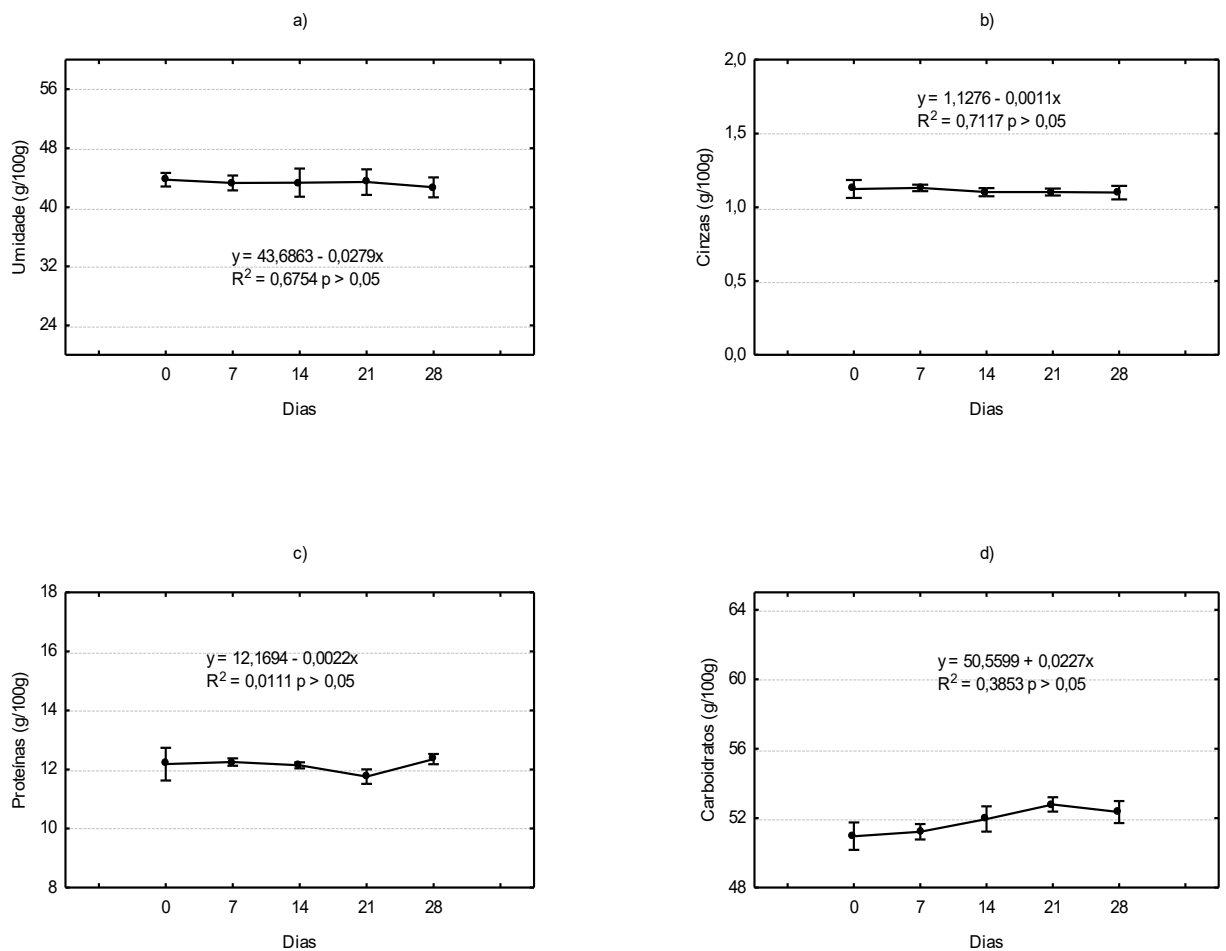 a)
Umidade (g/100g)
56
48
40
32
24
y = 43,6863 - 0,0279x
R2 = 0,6754 p > 0,05
0 7 14 21 28
Dias
b)
Cinzas (g/100g)
2,0
1,5
1,0
0,5
0,0
y = 1,1276 - 0,0011x
R2 = 0,7117 p > 0,05
0 7 14 21 28
Dias
c)
Proteínas (g/100g)
18
16
14
12
10
8
y = 12,1694 - 0,0022x
R2 = 0,0111 p > 0,05
0 7 14 21 28
Dias
d)
Carboidratos (g/100g)
64
60
56
52
48
y = 50,5599 + 0,0227x
R2 = 0,3853 p > 0,05
0 7 14 21 28
Dias